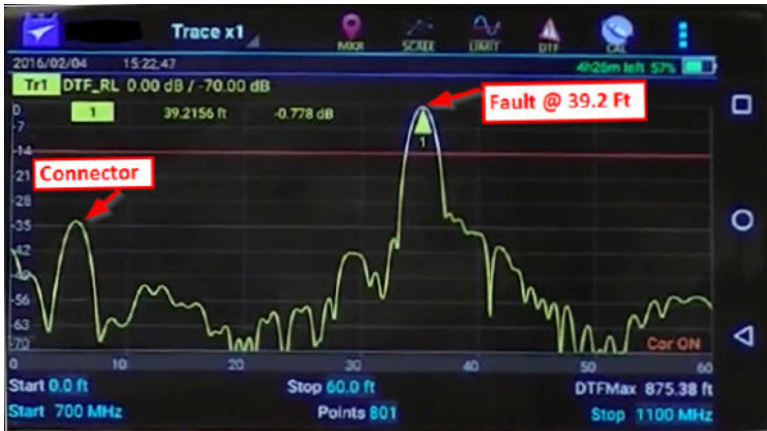 Trace x1
MKR SCALE LIMIT DTF CAL
2016/02/04 15:22:47 4h26m left 57%
Tr1 DTF_RL 0.00 dB / -70.00 dB
1 39.2156 ft -0.778 dB
Fault @ 39.2 Ft
Connector
0
-7
-14
-21
-28
-35
-42
-49
-56
-63
-70
1
Cor ON
0 10 20 30 40 50 60
Start 0.0 ft Stop 60.0 ft DTFMax 875.38 ft
Start 700 MHz Points 801 Stop 1100 MHz